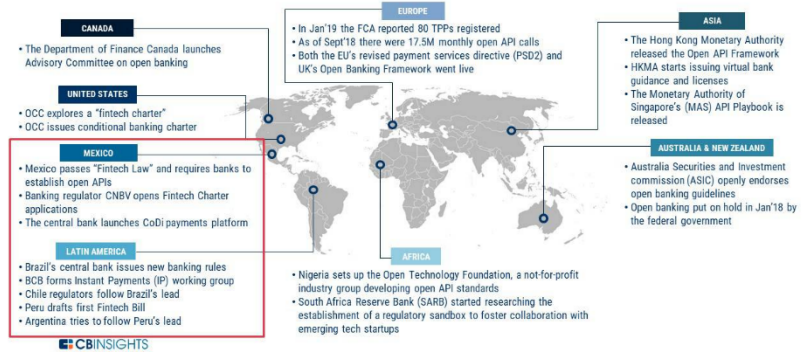 CANADA
• The Department of Finance Canada launches
Advisory Committee on open banking
UNITED STATES
• OCC explores a “fintech charter”
• OCC issues conditional banking charter
MEXICO
• Mexico passes “Fintech Law” and requires banks to
establish open APIs
• Banking regulator CNBV opens Fintech Charter
applications
• The central bank launches CoDi payments platform
LATIN AMERICA
• Brazil's central bank issues new banking rules
• BCB forms Instant Payments (IP) working group
• Chile regulators follow Brazil's lead
• Peru drafts first Fintech Bill
• Argentina tries to follow Peru's lead
EUROPE
• In Jan'19 the FCA reported 80 TPPs registered
• As of Sept'18 there were 17.5M monthly open API calls
• Both the EU's revised payment services directive (PSD2) and
UK's Open Banking Framework went live
AFRICA
• Nigeria sets up the Open Technology Foundation, a not-for-profit
industry group developing open API standards
• South Africa Reserve Bank (SARB) started researching the
establishment of a regulatory sandbox to foster collaboration with
emerging tech startups
ASIA
• The Hong Kong Monetary Authority
released the Open API Framework
• HKMA starts issuing virtual bank
guidance and licenses
• The Monetary Authority of
Singapore's (MAS) API Playbook is
released
AUSTRALIA & NEW ZEALAND
• Australia Securities and Investment
commission (ASIC) openly endorses
open banking guidelines
• Open banking put on hold in Jan'18 by
the federal government
CBINSIGHTS